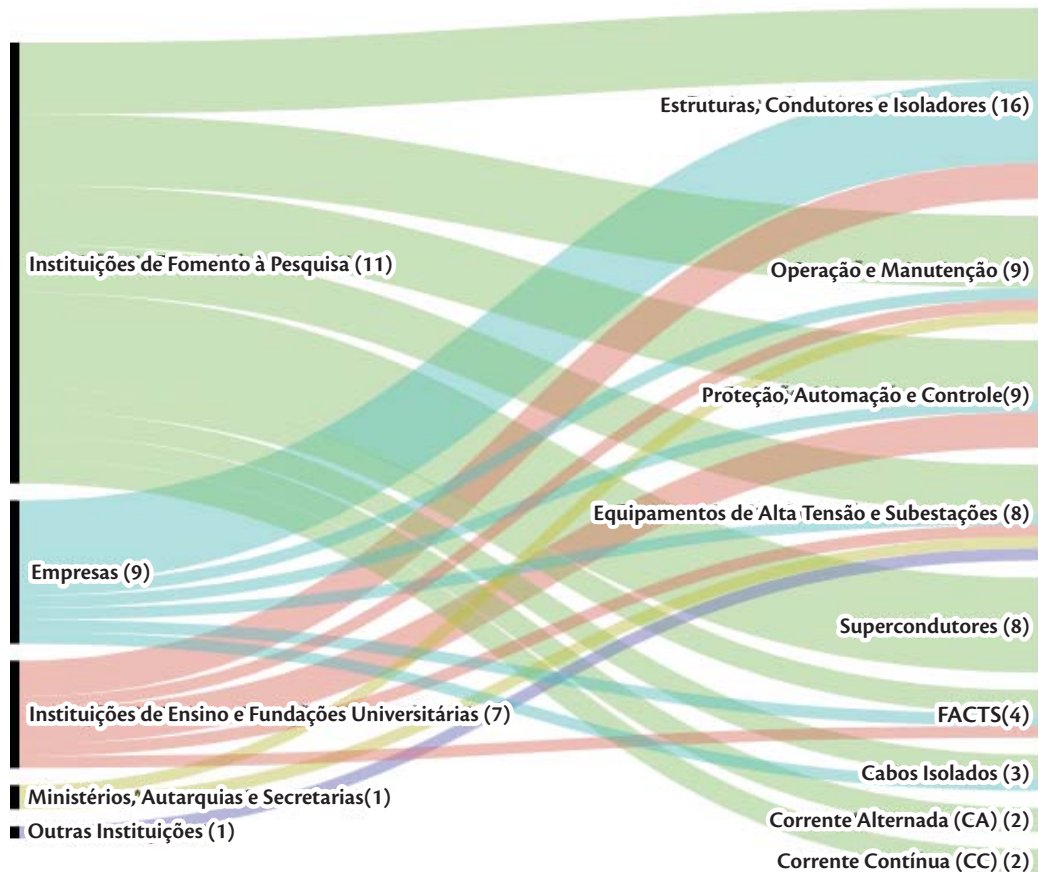 Instituições de Fomento à Pesquisa (11)
Empresas (9)
Instituições de Ensino e Fundações Universitárias (7)
Ministérios, Autarquias e Secretarias(1)
Outras Instituições (1)
Estruturas, Condutores e Isoladores (16)
Operação e Manutenção (9)
Proteção, Automação e Controle(9)
Equipamentos de Alta Tensão e Subestações (8)
Supercondutores (8)
FACTS(4)
Cabos Isolados (3)
Corrente Alternada (CA) (2)
Corrente Contínua (CC) (2)